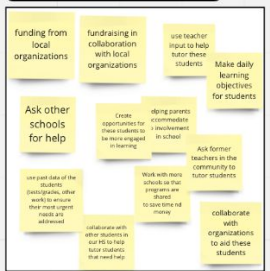 funding from
local
organizations
fundraising in
collaboration
with local
organizations
use teacher
input to help
tutor these
students
Make daily
learning
objectives
for students
Ask other
schools
for help
Create
opportunities for
these students to
be more engaged
in learning
elping parents
accommodate
involvement
in school
Ask former
teachers in the
community to
tutor students
use past data of the
students
(tests/grades, other
work) to ensure
their most urgent
needs are
addressed
Work with more
schools so that
programs are
shared
to save time nd
money
collaborate with
other students in
our HS to help
tutor students
that need help
collaborate
with
organizations
to aid these
students